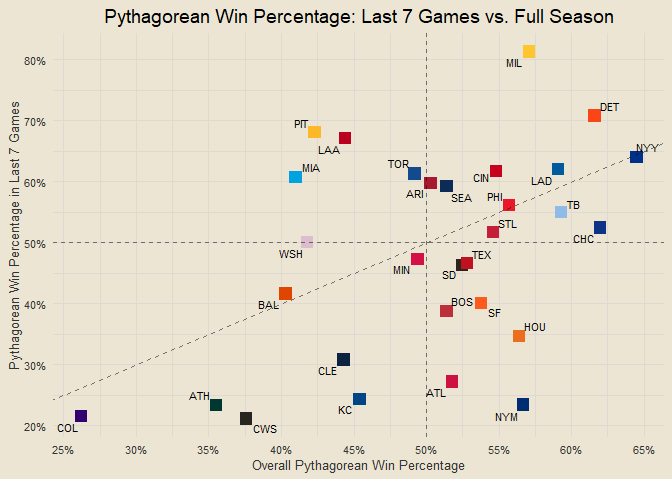 Pythagorean Win Percentage: Last 7 Games vs. Full Season
Pythagorean Win Percentage in Last 7 Games
80%
70%
60%
50%
40%
30%
20%
MIL
DET
PIT
LAA
NYY
TOR
MIA
CIN
LAD
ARI
SEA
PHI
TB
STL
CHC
WSH
MIN
TEX
SD
BAL
BOS
SF
HOU
CLE
ATH
KC
ATL
NYM
COL
CWS
25%
30%
35%
40%
45%
50%
55%
60%
65%
Overall Pythagorean Win Percentage